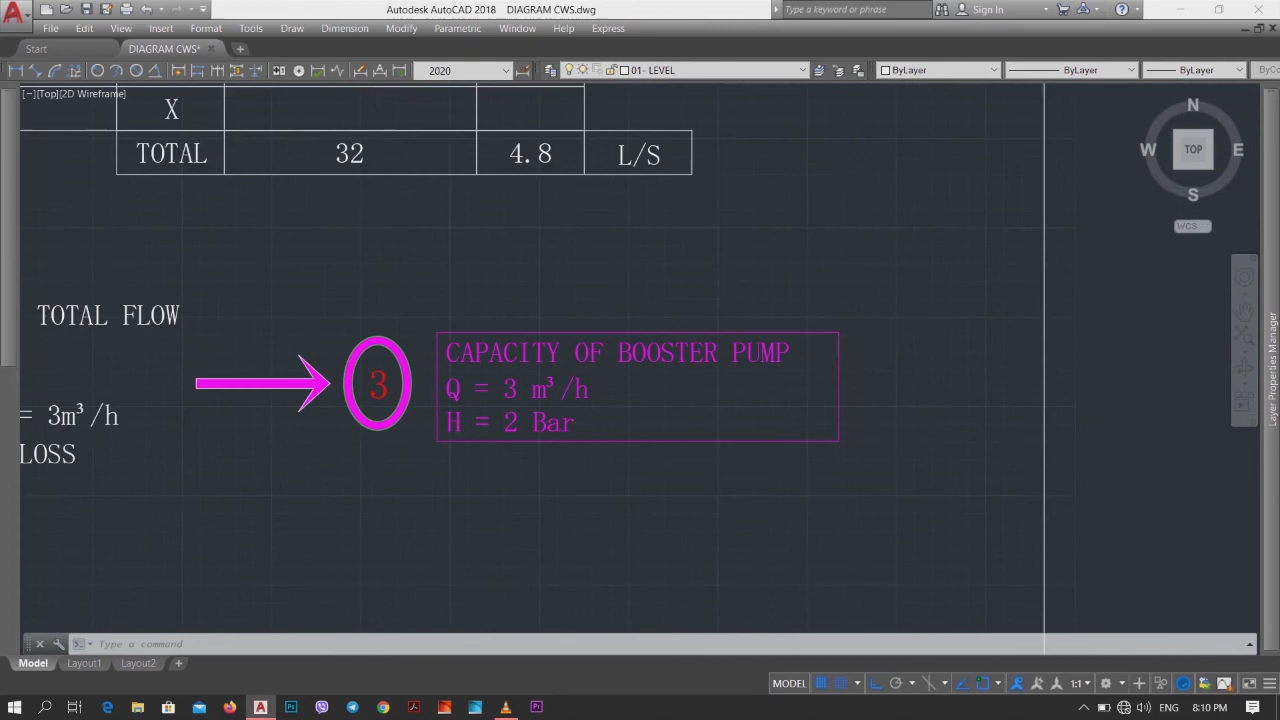 Autodesk AutoCAD 2018 DIAGRAM CWS.dwg
Type a keyword or phrase
Sign In
File Edit View Insert Format Tools Draw Dimension Modify Parametric Window Help Express
Start
DIAGRAM CWS*
2020
01- LEVEL
ByLayer
ByLayer
ByLayer
ByCo
[−][Top][2D Wireframe]
X
TOTAL 32 4.8 L/S
N
W TOP E
S
WCS
TOTAL FLOW
= 3m³/h
LOSS
3
CAPACITY OF BOOSTER PUMP
Q = 3 m³/h
H = 2 Bar
Layer Properties Manager
Type a command
Model Layout1 Layout2
MODEL
1:1
ENG 8:10 PM